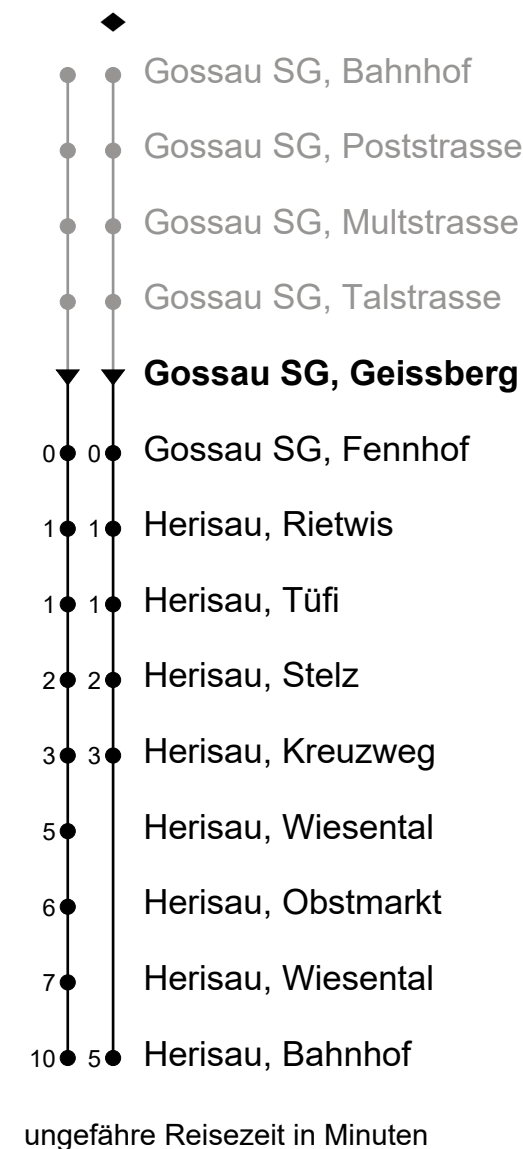 Gossau SG, Bahnhof
Gossau SG, Poststrasse
Gossau SG, Multstrasse
Gossau SG, Talstrasse
Gossau SG, Geissberg
0 0 Gossau SG, Fennhof
1 1 Herisau, Rietwis
1 1 Herisau, Tüfi
2 2 Herisau, Stelz
3 3 Herisau, Kreuzweg
5 Herisau, Wiesental
6 Herisau, Obstmarkt
7 Herisau, Wiesental
10 5 Herisau, Bahnhof
ungefähre Reisezeit in Minuten